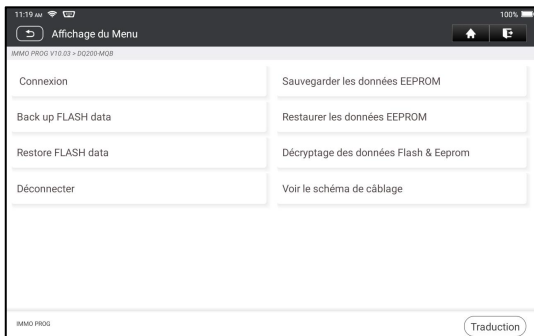 11:19 AM
100%
Affichage du Menu
IMMO PROG V10.03 > DQ200-MQB
Connexion
Sauvegarder les données EEPROM
Back up FLASH data
Restaurer les données EEPROM
Restore FLASH data
Décryptage des données Flash & Eeprom
Déconnecter
Voir le schéma de câblage
IMMO PROG
Traduction